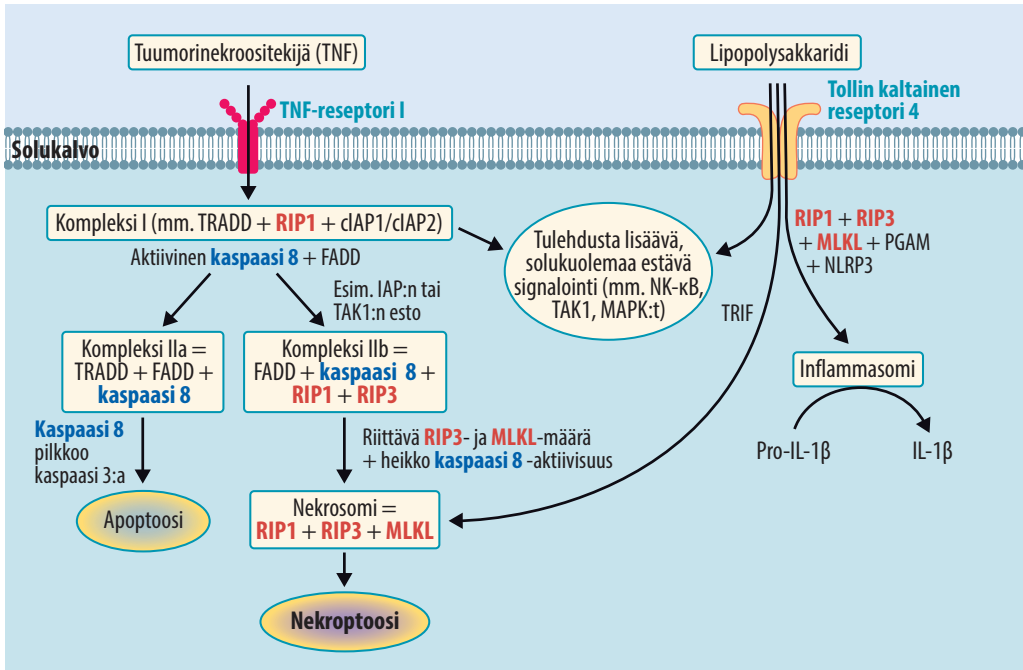 Tuumorinekroositekijä (TNF)
Lipopolysakkaridi
TNF-reseptori I
Tollin kaltainen
reseptori 4
Solukalvo
Kompleksi I (mm. TRADD + RIP1 + cIAP1/cIAP2)
Aktiivinen kaspaasi 8 + FADD
Tulehdusta lisäävä,
solukuolemaa estävä
signalointi (mm. NK-κB,
TAK1, MAPK:t)
RIP1 + RIP3
+ MLKL + PGAM
+ NLRP3
Esim. IAP:n tai
TAK1:n esto
TRIF
Kompleksi IIa =
TRADD + FADD +
kaspaasi 8
Kompleksi IIb =
FADD + kaspaasi 8 +
RIP1 + RIP3
Inflammasomi
Kaspaasi 8
pilkkoo
kaspaasi 3:a
Riittävä RIP3- ja MLKL-määrä
+ heikko kaspaasi 8 -aktiivisuus
Pro-IL-1β
IL-1β
Apoptoosi
Nekrosomi =
RIP1 + RIP3 + MLKL
Nekroptoosi